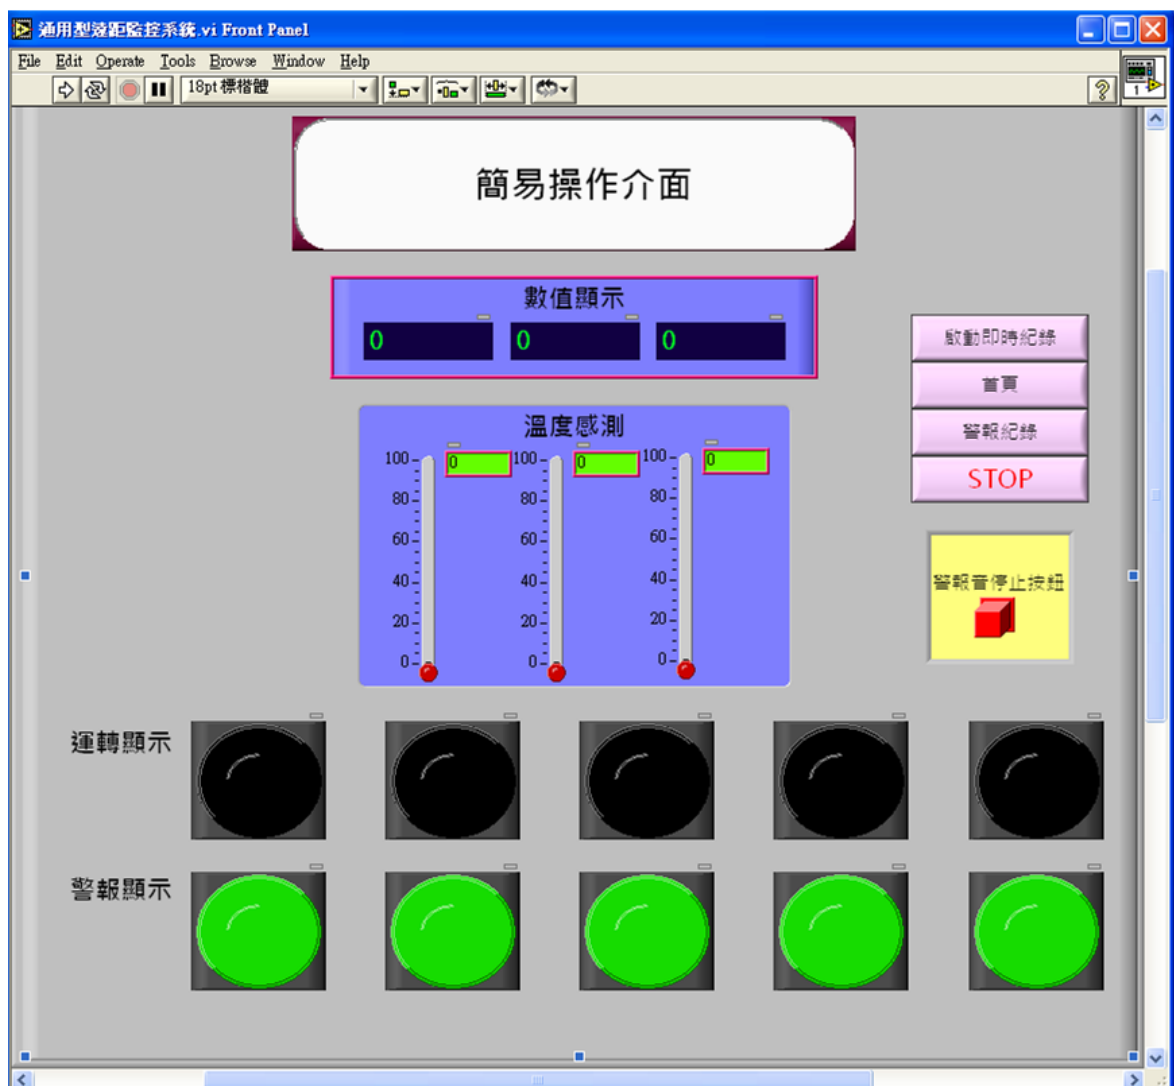 通用型遠距監控系統.vi Front Panel
File Edit Operate Tools Browse Window Help
18pt 標楷體
?
1
簡易操作介面
數值顯示
0 0 0
啟動即時紀錄
首頁
警報紀錄
STOP
溫度感測
0 0 0
100 100 100
80 80 80
60 60 60
40 40 40
20 20 20
0 0 0
警報音停止按鈕
運轉顯示
警報顯示